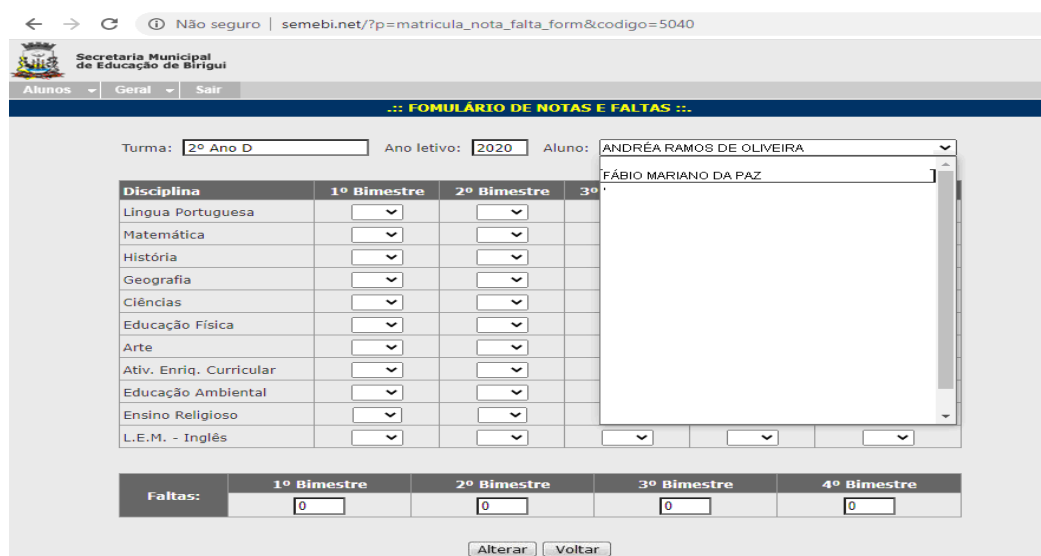 Não seguro | semebi.net/?p=matricula_nota_falta_form&codigo=5040
Secretaria Municipal
de Educação de Birigui
Alunos Geral Sair
.:: FOMULÁRIO DE NOTAS E FALTAS ::.
Turma: 2º Ano D Ano letivo: 2020 Aluno: ANDRÉA RAMOS DE OLIVEIRA
FÁBIO MARIANO DA PAZ
Disciplina 1º Bimestre 2º Bimestre 3º
Lingua Portuguesa
Matemática
História
Geografia
Ciências
Educação Física
Arte
Ativ. Enriq. Curricular
Educação Ambiental
Ensino Religioso
L.E.M. - Inglês
Faltas: 1º Bimestre 2º Bimestre 3º Bimestre 4º Bimestre
0 0 0 0
Alterar Voltar